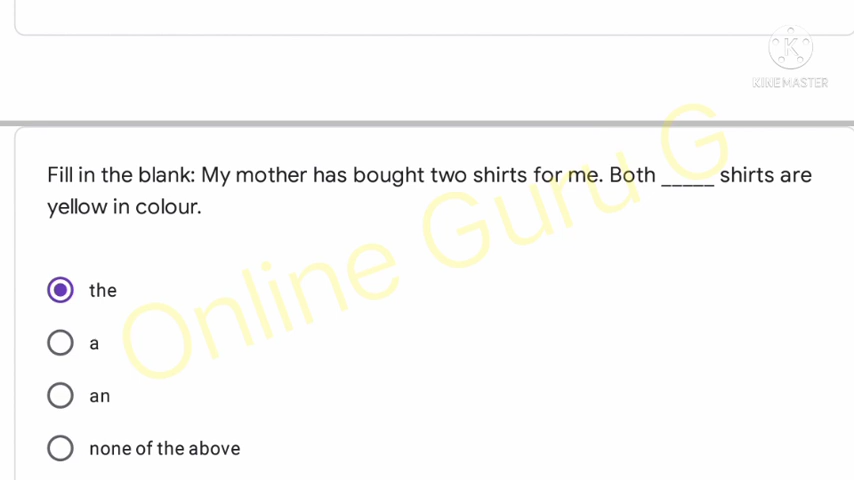 KINEMASTER
Fill in the blank: My mother has bought two shirts for me. Both _____ shirts are
yellow in colour.
the
a
an
none of the above
Online Guru G